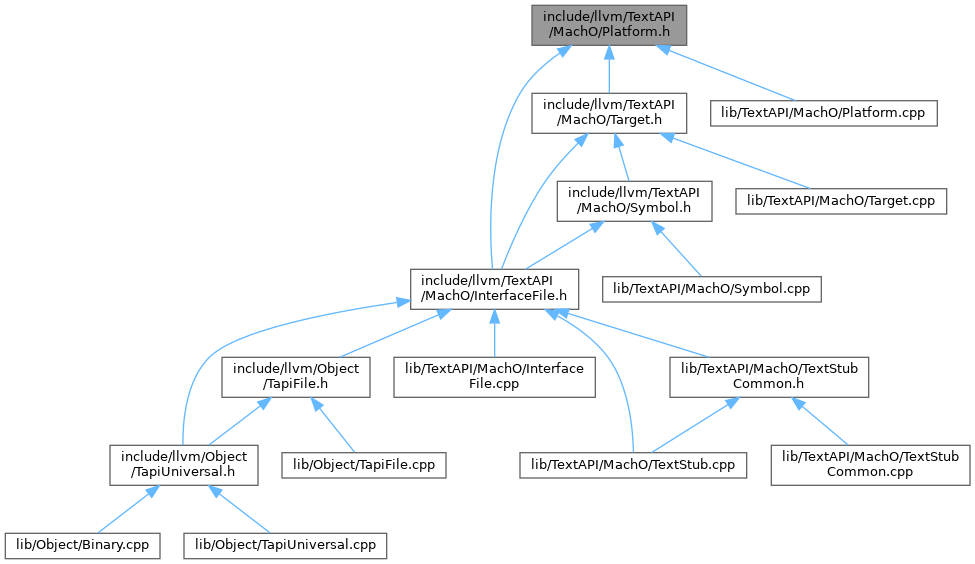 include/llvm/TextAPI
/MachO/Platform.h
include/llvm/TextAPI
/MachO/Target.h
lib/TextAPI/MachO/Platform.cpp
include/llvm/TextAPI
/MachO/Symbol.h
lib/TextAPI/MachO/Target.cpp
include/llvm/TextAPI
/MachO/InterfaceFile.h
lib/TextAPI/MachO/Symbol.cpp
include/llvm/Object
/TapiFile.h
lib/TextAPI/MachO/Interface
File.cpp
lib/TextAPI/MachO/TextStub
Common.h
include/llvm/Object
/TapiUniversal.h
lib/Object/TapiFile.cpp
lib/TextAPI/MachO/TextStub.cpp
lib/TextAPI/MachO/TextStub
Common.cpp
lib/Object/Binary.cpp
lib/Object/TapiUniversal.cpp